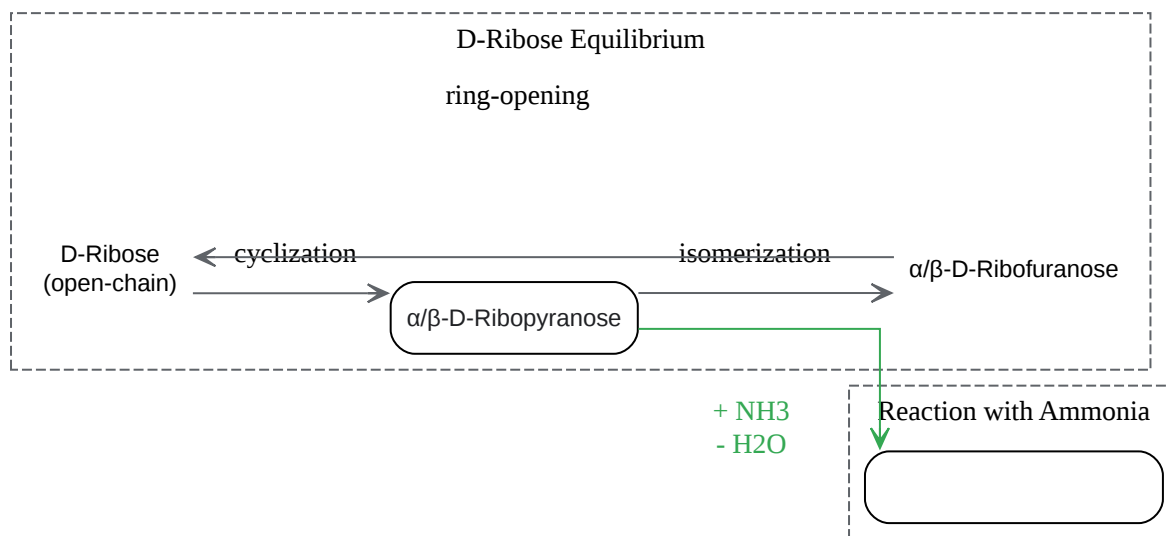 D-Ribose Equilibrium
ring-opening
cyclization
isomerization
D-Ribose
(open-chain)
α/β-D-Ribofuranose
α/β-D-Ribopyranose
+ NH3
- H2O
Reaction with Ammonia